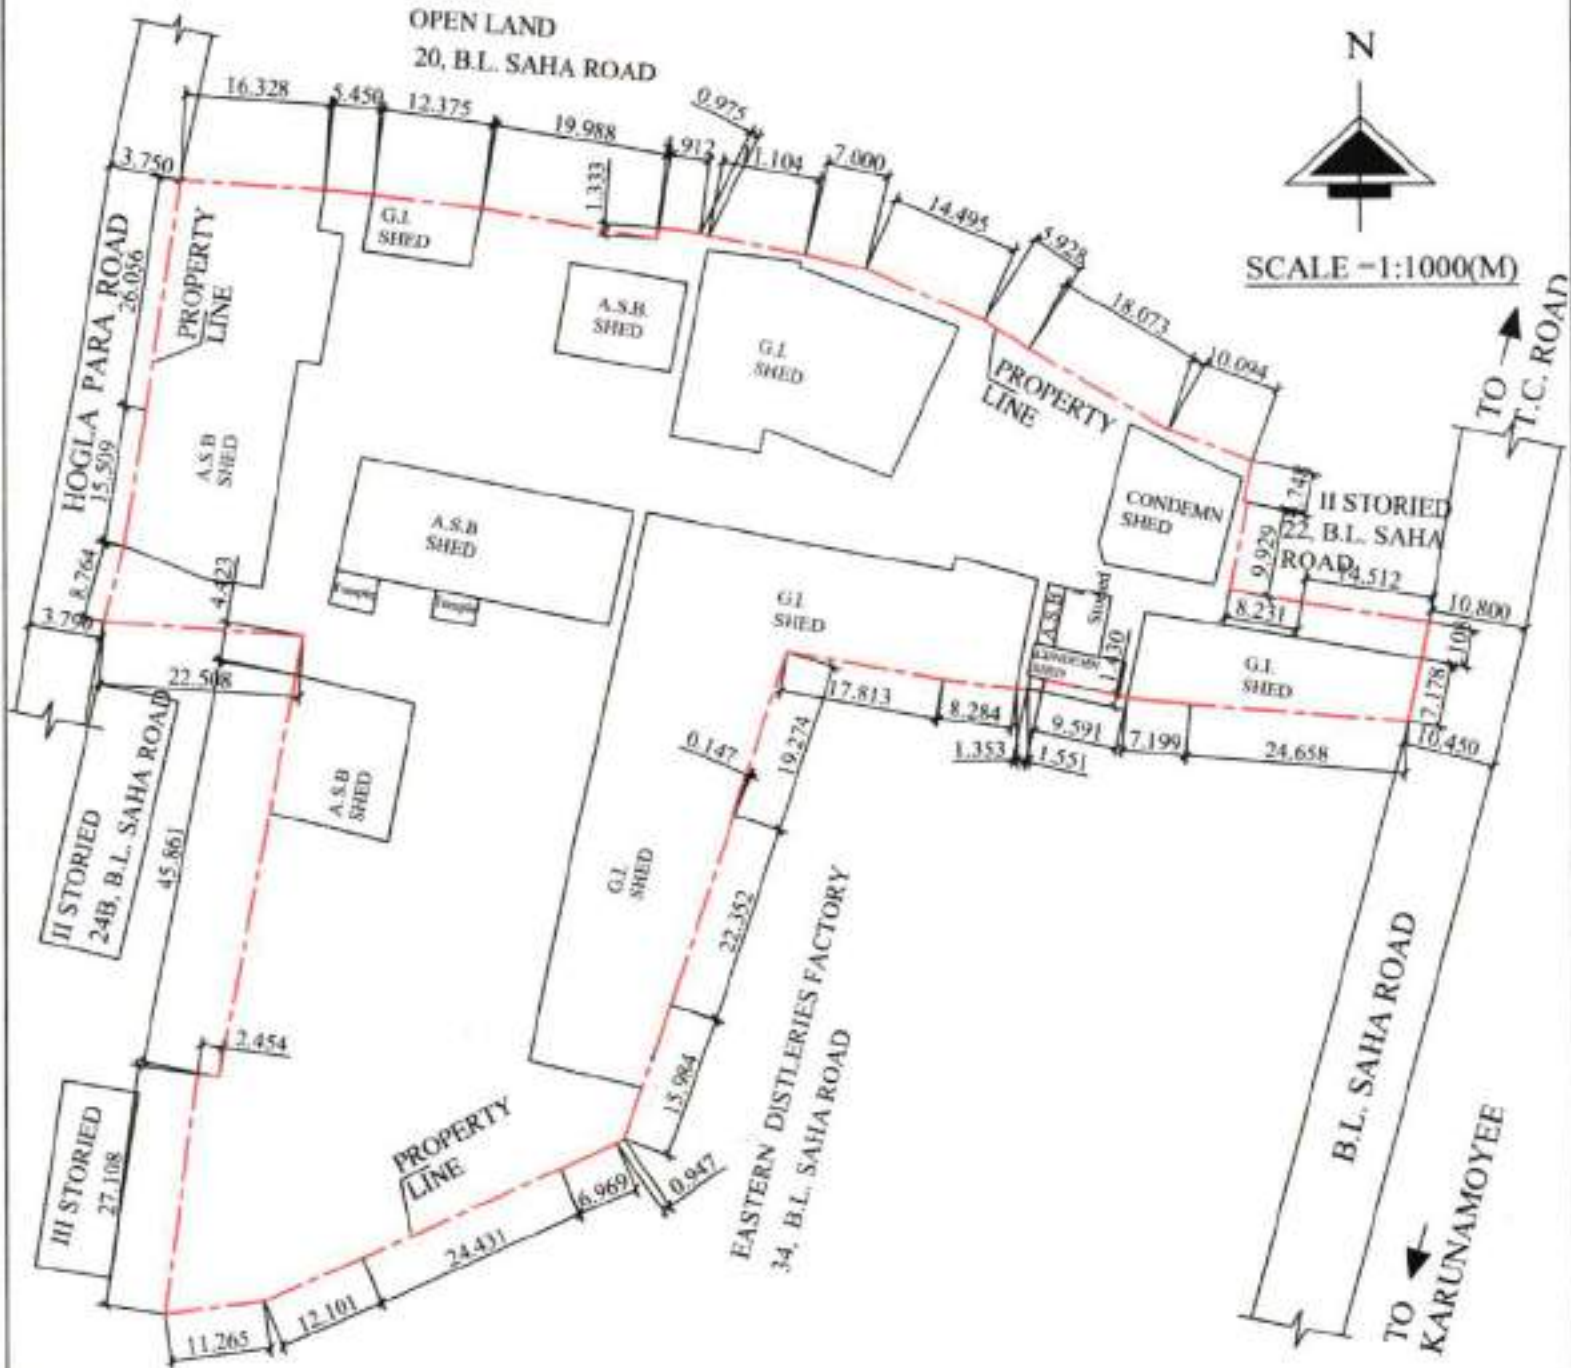 OPEN LAND
20, B.L. SAHA ROAD
N
SCALE -1:1000(M)
16.328
5.450
12.375
19.988
1.333
0.975
11.104
7.000
14.495
5.928
18.073
10.094
3.750
HOGLA PARA ROAD
26.056
15.509
8.764
PROPERTY
LINE
G.I.
SHED
A.S.B.
SHED
G.I.
SHED
PROPERTY
LINE
TO
T.C. ROAD
A.S.B
SHED
A.S.B
SHED
CONDEMN
SHED
II STORIED
22, B.L. SAHA
ROAD
9.929
14.512
8.231
10.800
4.423
3.790
22.508
G.I.
SHED
A.S.B
Storied
CONDEMN
SHED
1.430
G.I.
SHED
10.450
17.813
8.284
1.353
9.591
1.551
7.199
24.658
0.147
19.274
A.S.B
SHED
II STORIED
24B, B.L. SAHA ROAD
45.861
G.I.
SHED
22.352
15.984
EASTERN DISTLERIES FACTORY
34, B.L. SAHA ROAD
B.L. SAHA ROAD
2.454
III STORIED
27.108
PROPERTY
LINE
11.265
12.101
24.431
6.969
0.947
TO
KARUNAMOYEE